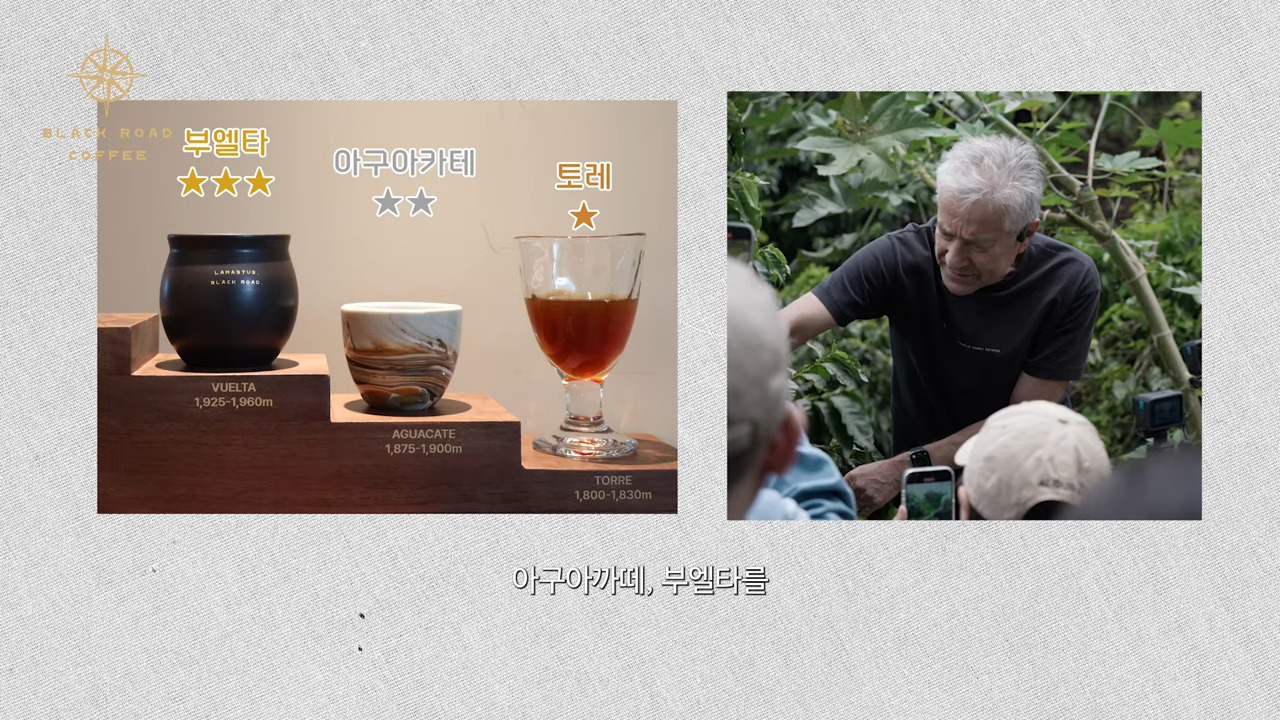 BLACK ROAD
COFFEE
부엘타
★★★
아구아카테
★★
토레
★
LAMASTUS.
BLACK ROAD.
VUELTA
1,925-1,960m
AGUACATE
1,875-1,900m
TORRE
1,800-1,830m
아구아까떼, 부엘타를